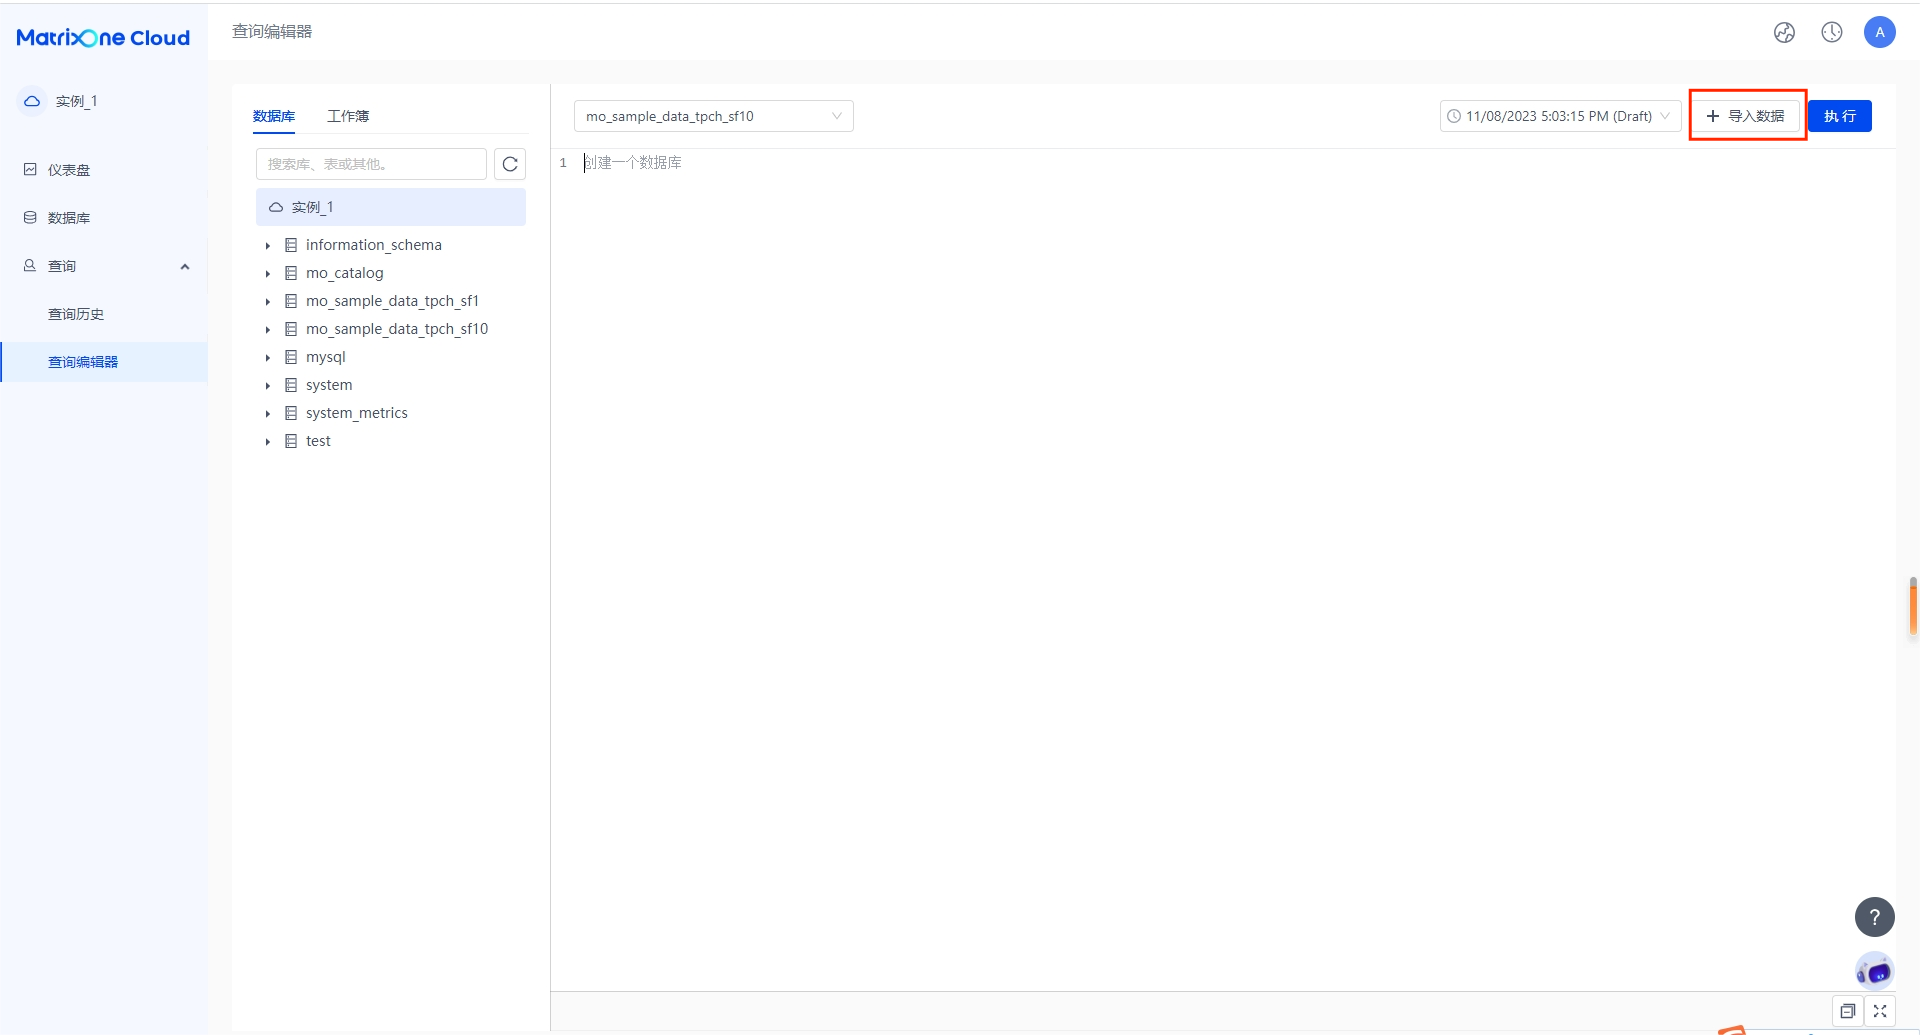 MatrixOne Cloud
查询编辑器
A
实例_1
仪表盘
数据库
查询
查询历史
查询编辑器
数据库
工作簿
搜索库、表或其他。
实例_1
information_schema
mo_catalog
mo_sample_data_tpch_sf1
mo_sample_data_tpch_sf10
mysql
system
system_metrics
test
mo_sample_data_tpch_sf10
11/08/2023 5:03:15 PM (Draft)
导入数据
执 行
1 创建一个数据库
?